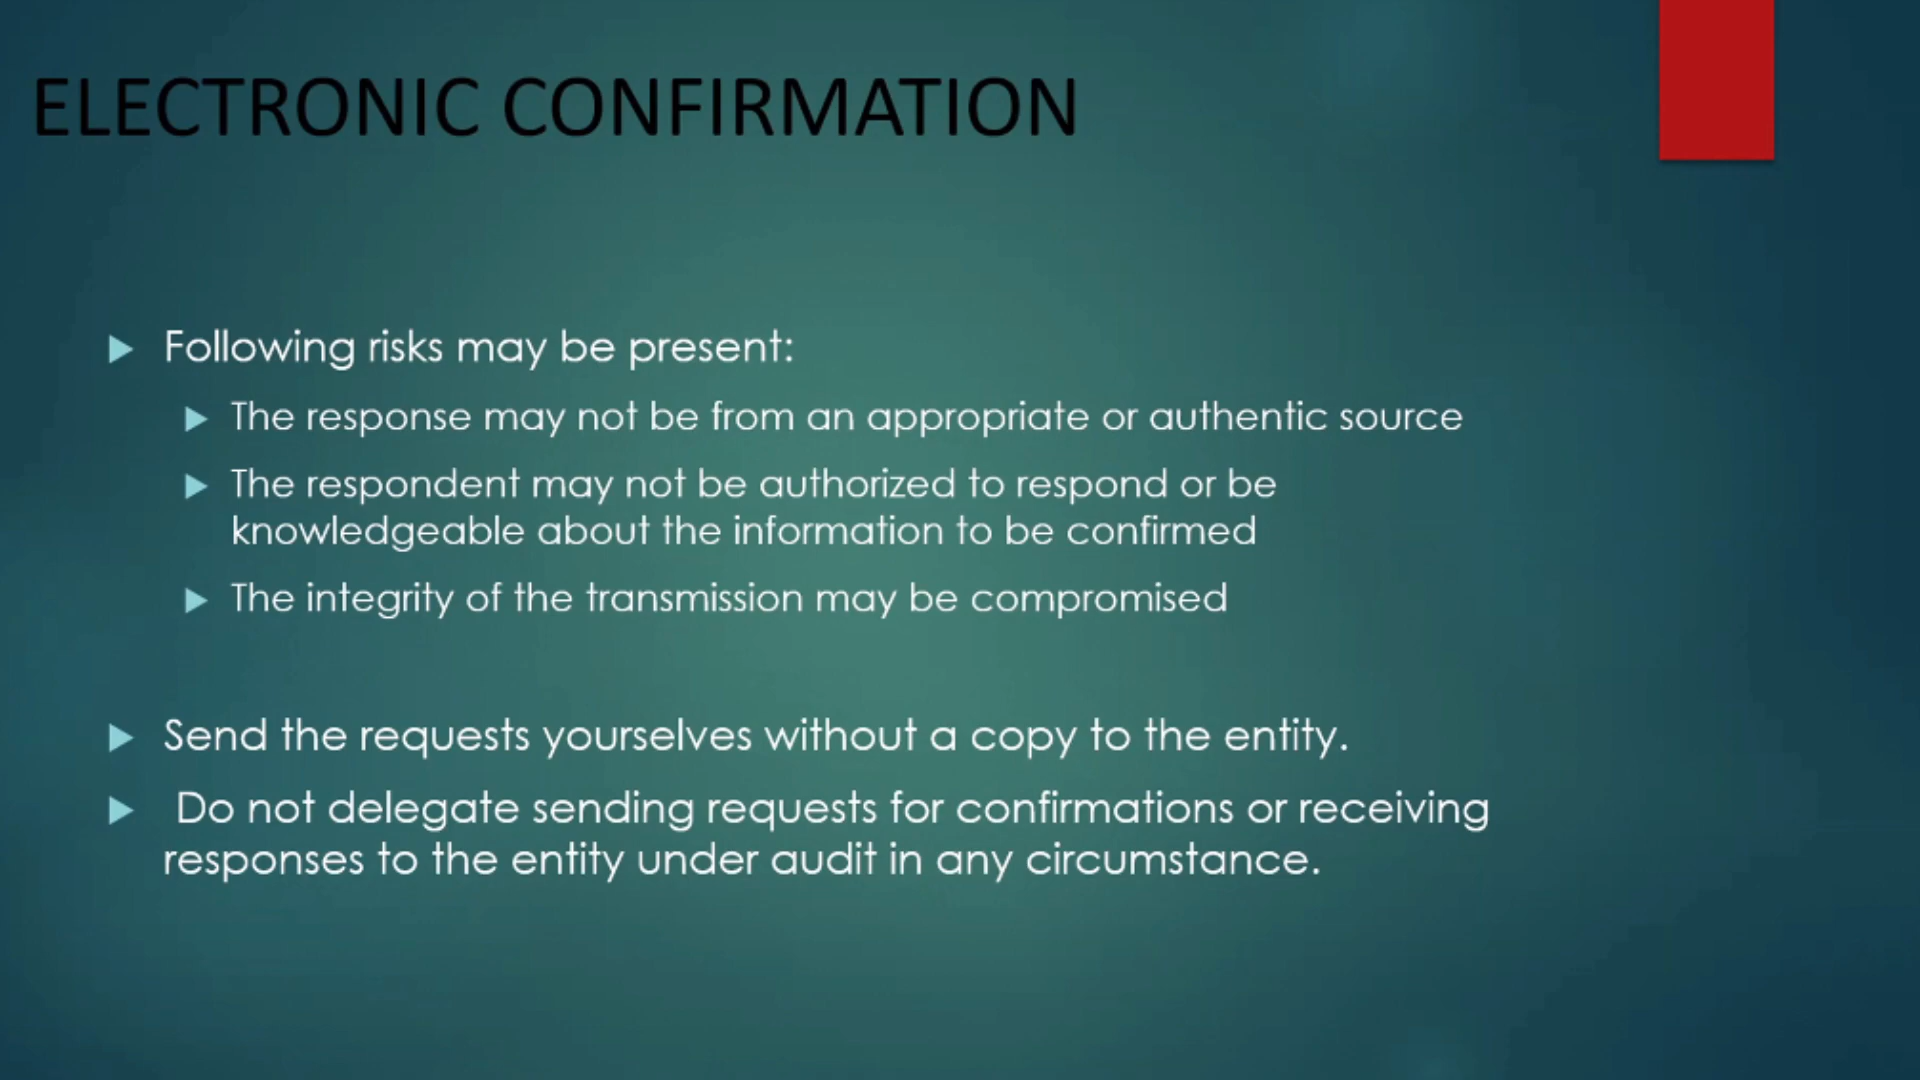 ELECTRONIC CONFIRMATION
Following risks may be present:
The response may not be from an appropriate or authentic source
The respondent may not be authorized to respond or be
knowledgeable about the information to be confirmed
The integrity of the transmission may be compromised
Send the requests yourselves without a copy to the entity.
Do not delegate sending requests for confirmations or receiving
responses to the entity under audit in any circumstance.